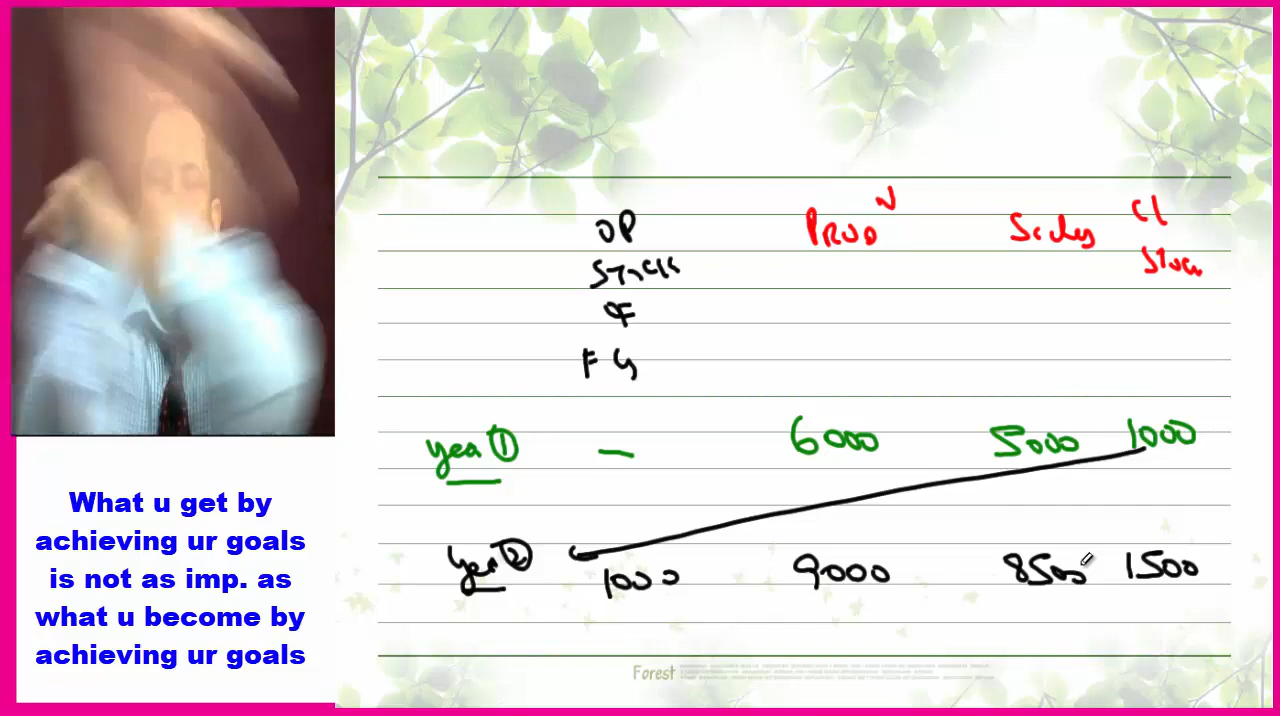 What u get by
achieving ur goals
is not as imp. as
what u become by
achieving ur goals
OP
Stock
OF
FG
PROD N
Sales
Cl
Stock
year ① — 6000 5000 1000
year ② 1000 9000 8500 1500
Forest